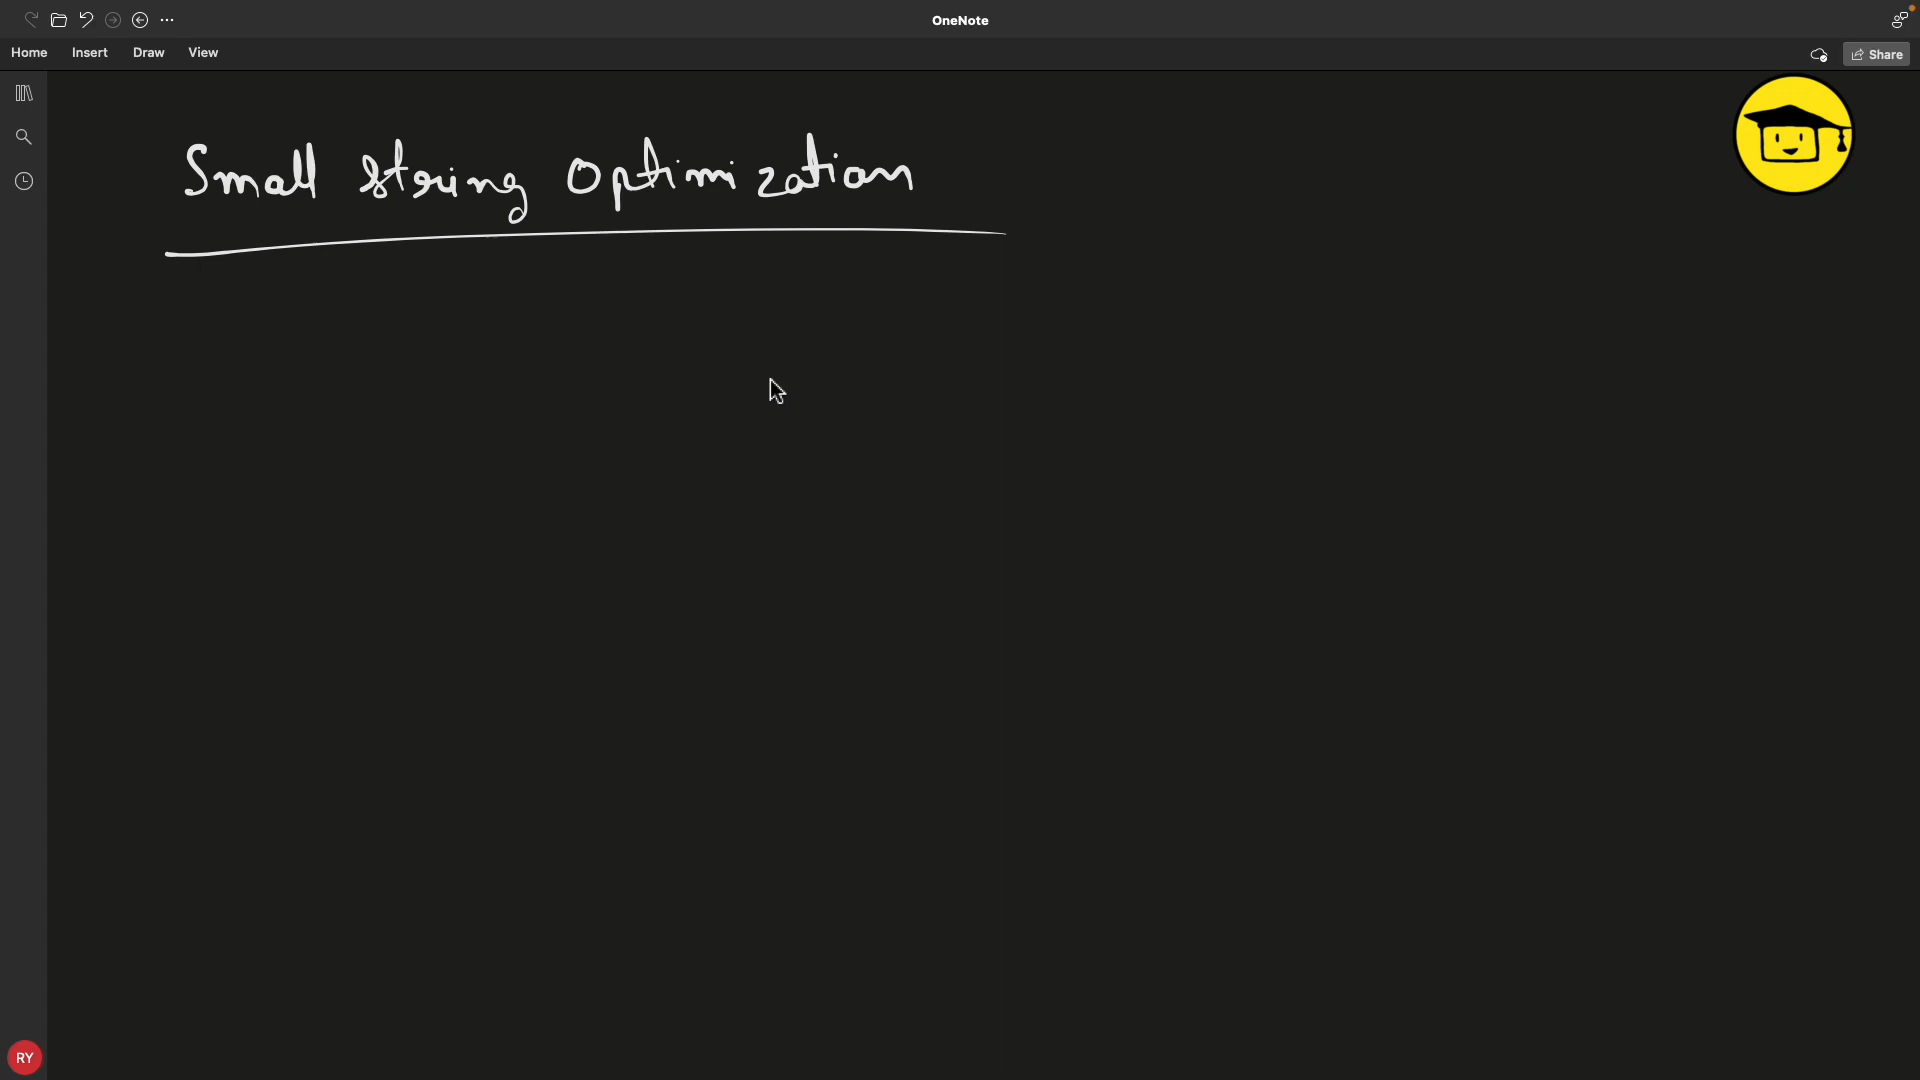 OneNote
Home Insert Draw View
Share
Small String Optimization
RY